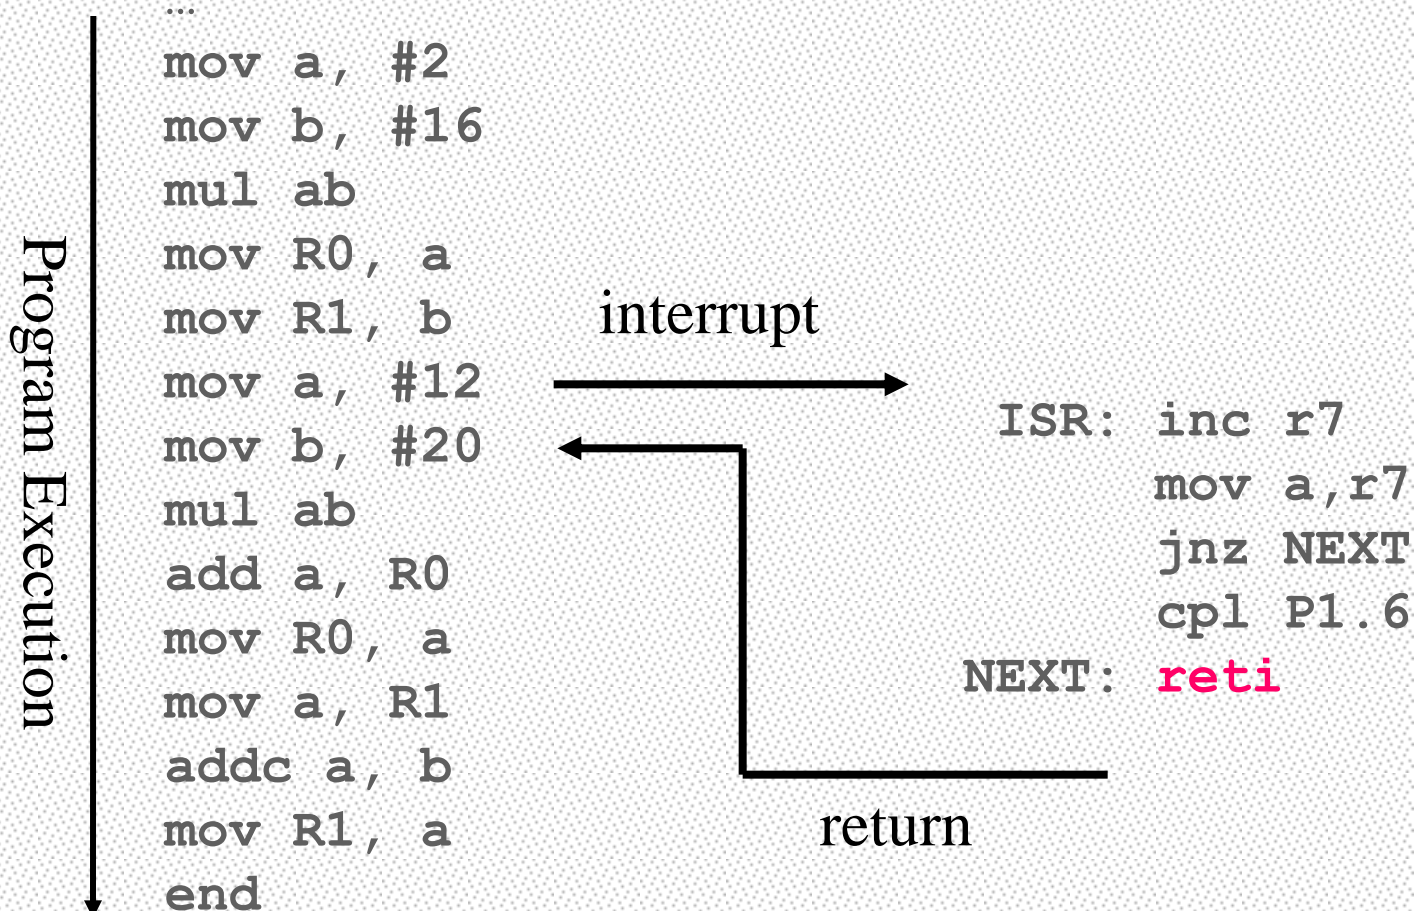 ...
mov a, #2
mov b, #16
mul ab
mov R0, a
mov R1, b
mov a, #12
mov b, #20
mul ab
add a, R0
mov R0, a
mov a, R1
addc a, b
mov R1, a
end
Program Execution
interrupt
ISR: inc r7
mov a,r7
jnz NEXT
cpl P1.6
NEXT: reti
return